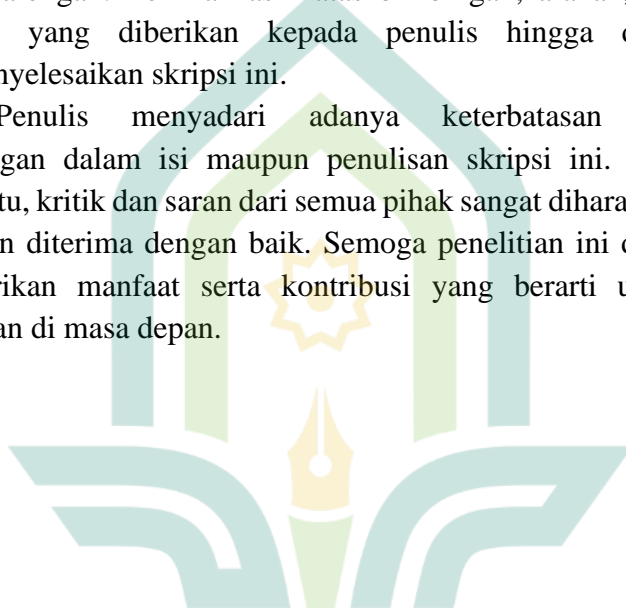 yang diberikan kepada penulis hingga
nyelesaikan skripsi ini.
Penulis menyadari adanya keterbatasan
ngan dalam isi maupun penulisan skripsi ini.
tu, kritik dan saran dari semua pihak sangat dihara
n diterima dengan baik. Semoga penelitian ini
rikan manfaat serta kontribusi yang berarti
an di masa depan.